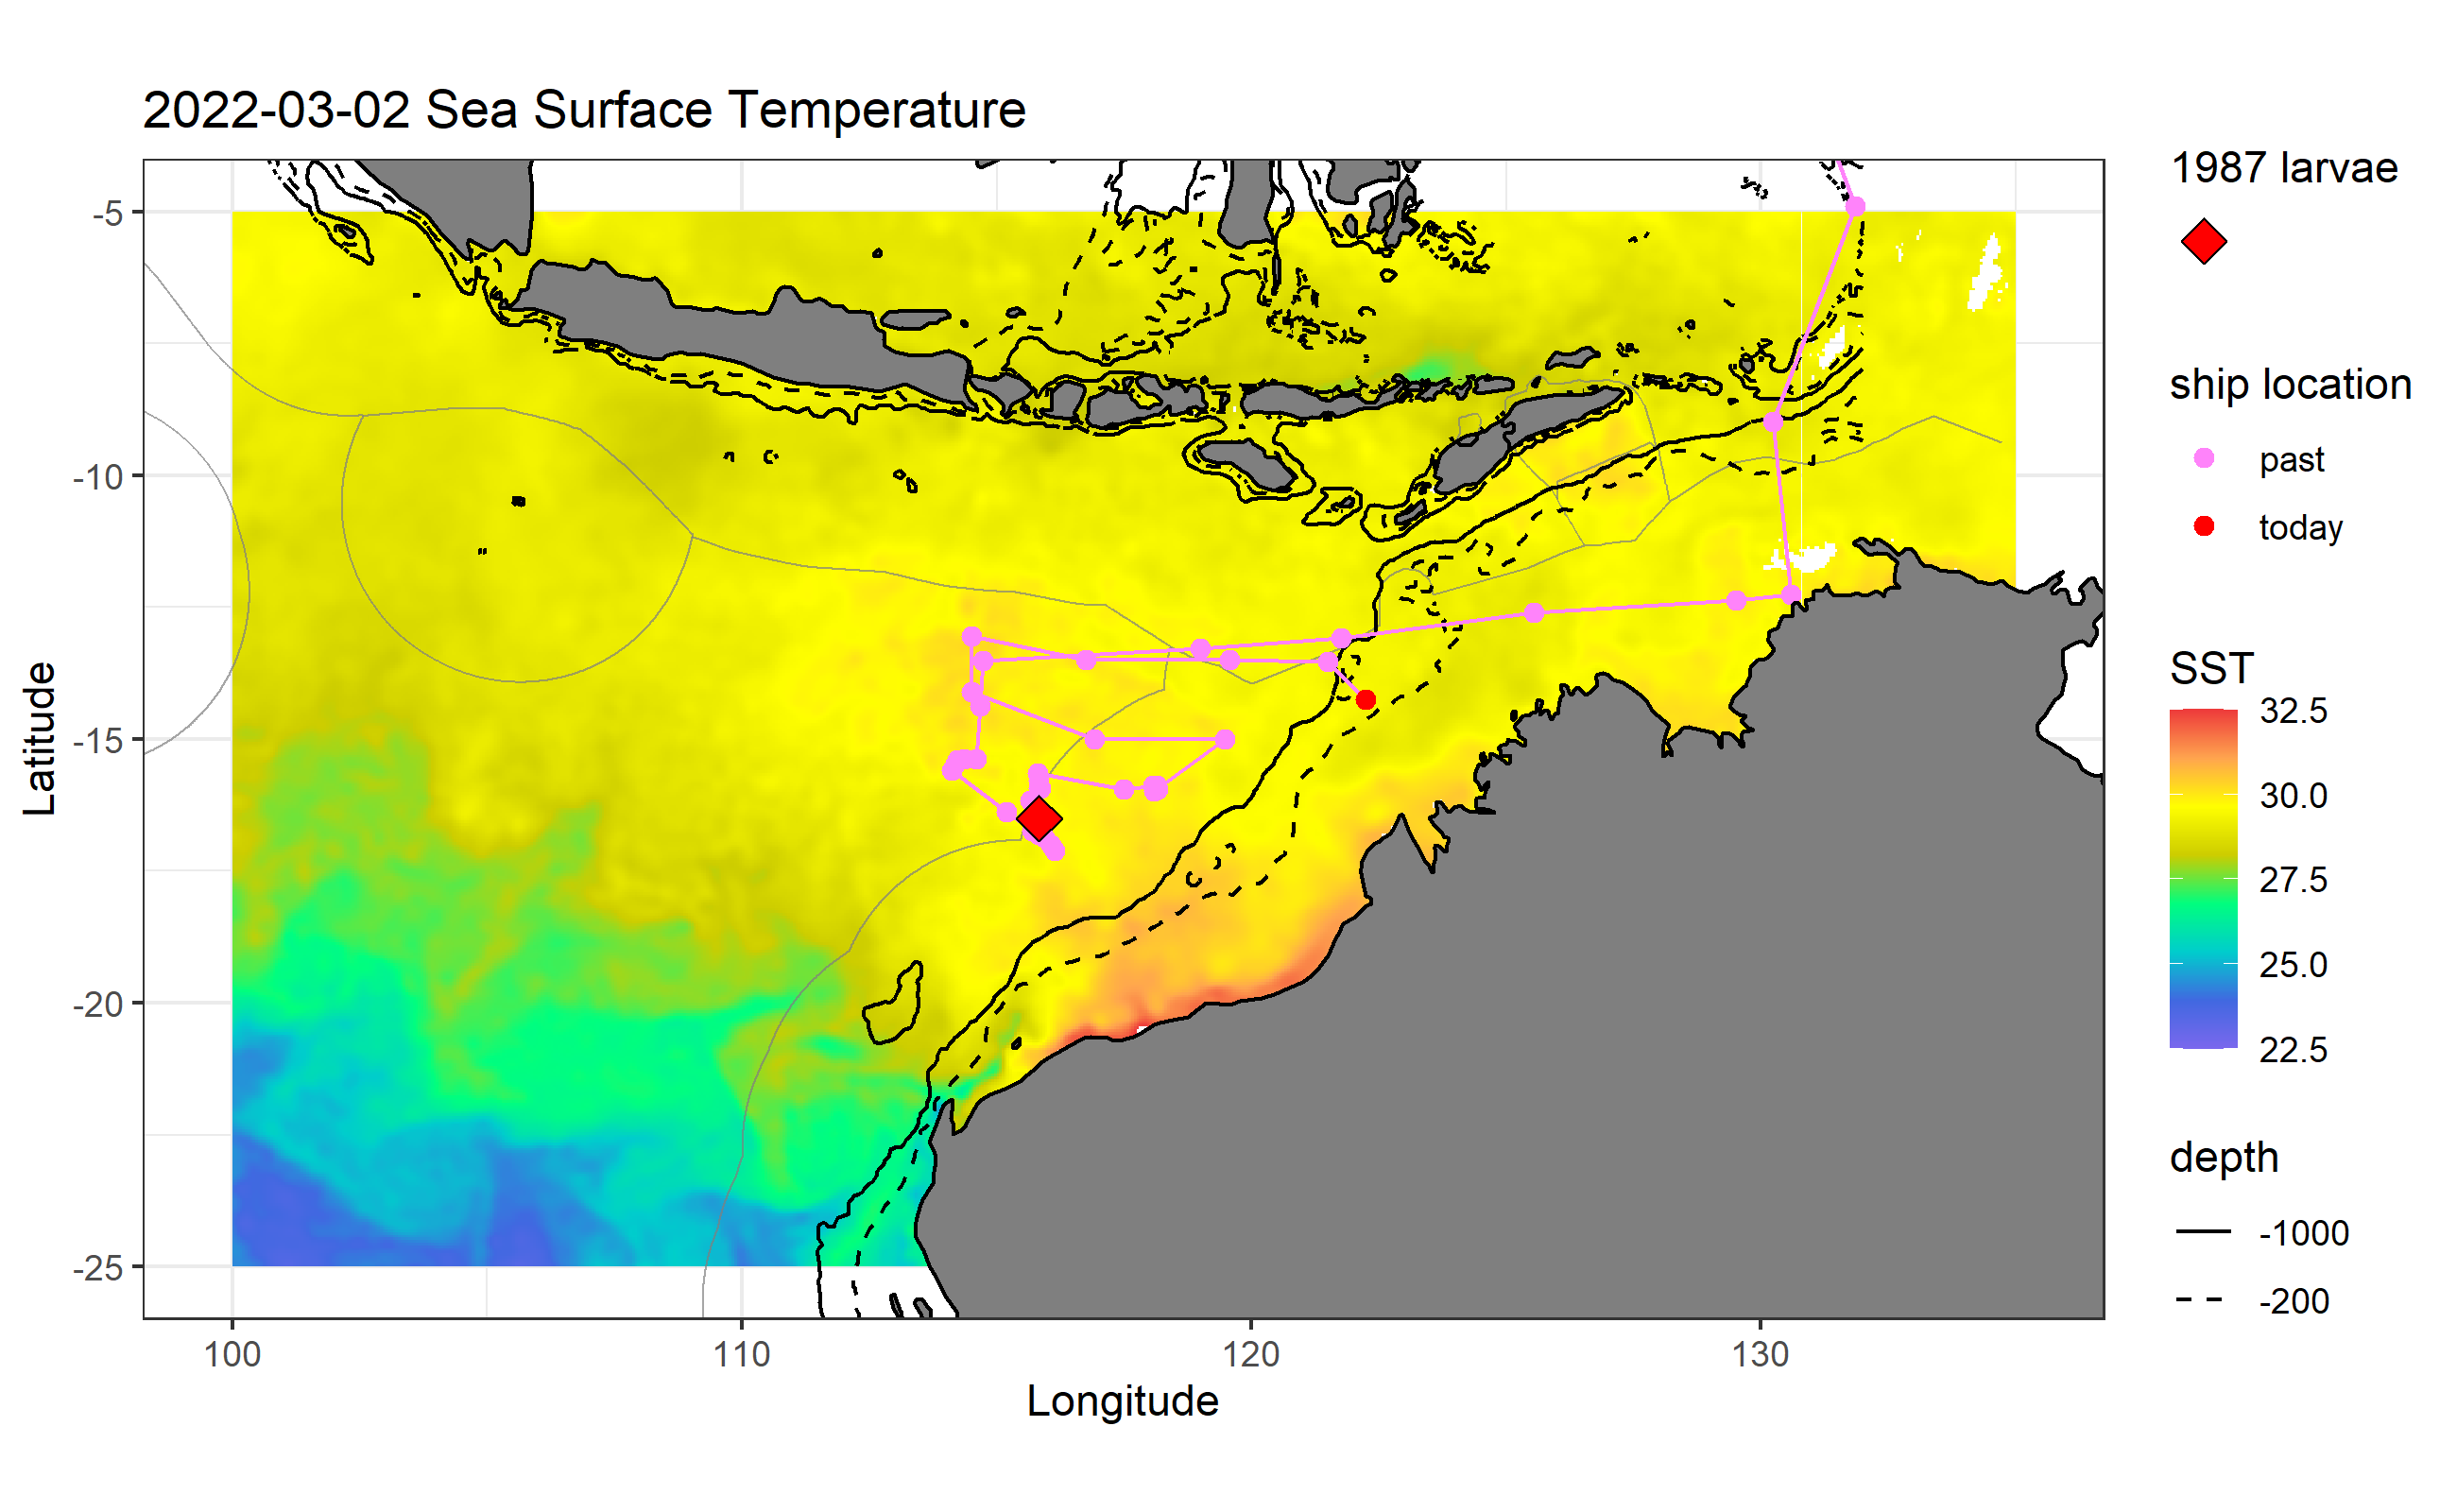 2022-03-02 Sea Surface Temperature
Latitude
-5
-10
-15
-20
-25
100
110
120
130
Longitude
1987 larvae
ship location
past
today
SST
32.5
30.0
27.5
25.0
22.5
depth
-1000
-200